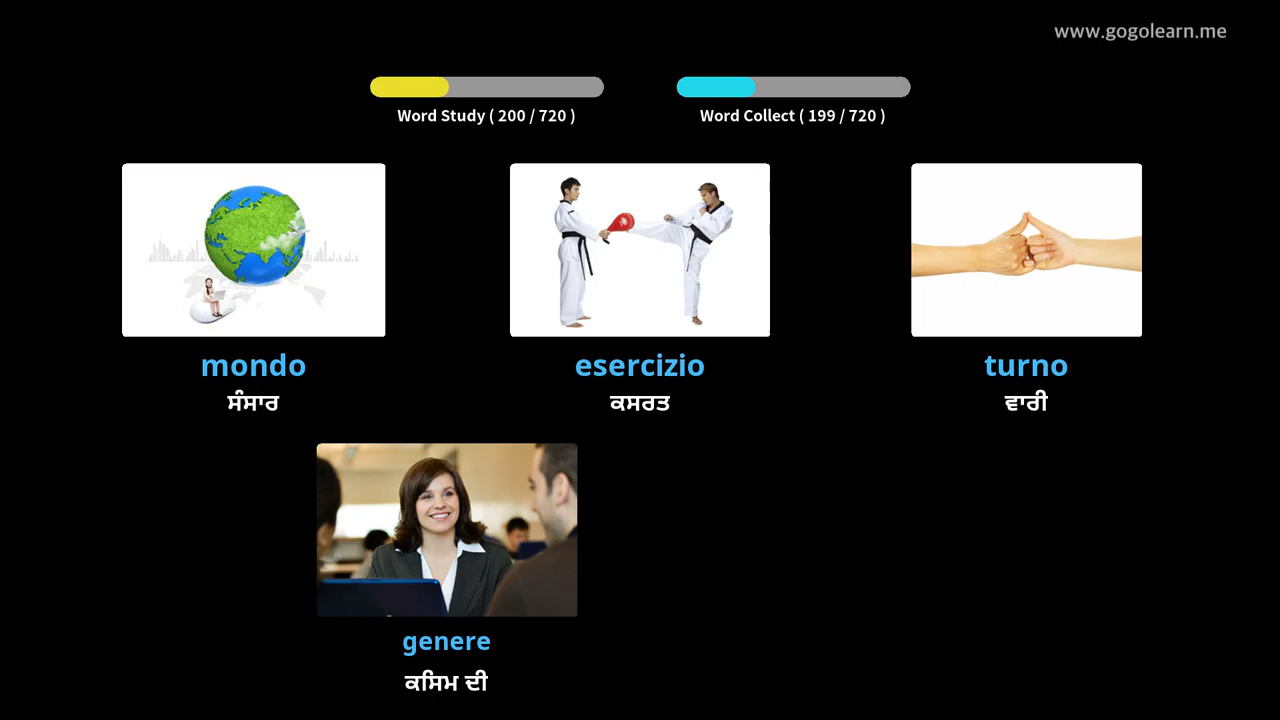 www.gogolearn.me
Word Study ( 200 / 720 )
Word Collect ( 199 / 720 )
mondo
ਸੰਸਾਰ
esercizio
ਕਸਰਤ
turno
ਵਾਰੀ
genere
ਕਸਿਮ ਦੀ